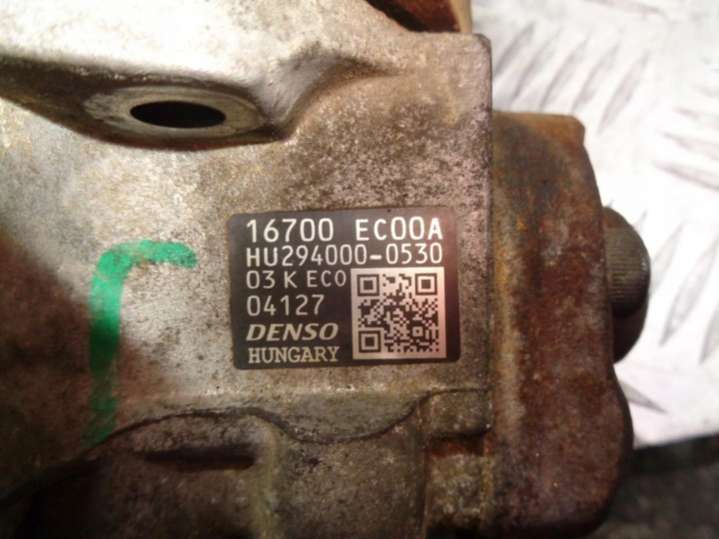 16700 EC00A
HU294000-0530
03 K EC0
04127
DENSO
HUNGARY